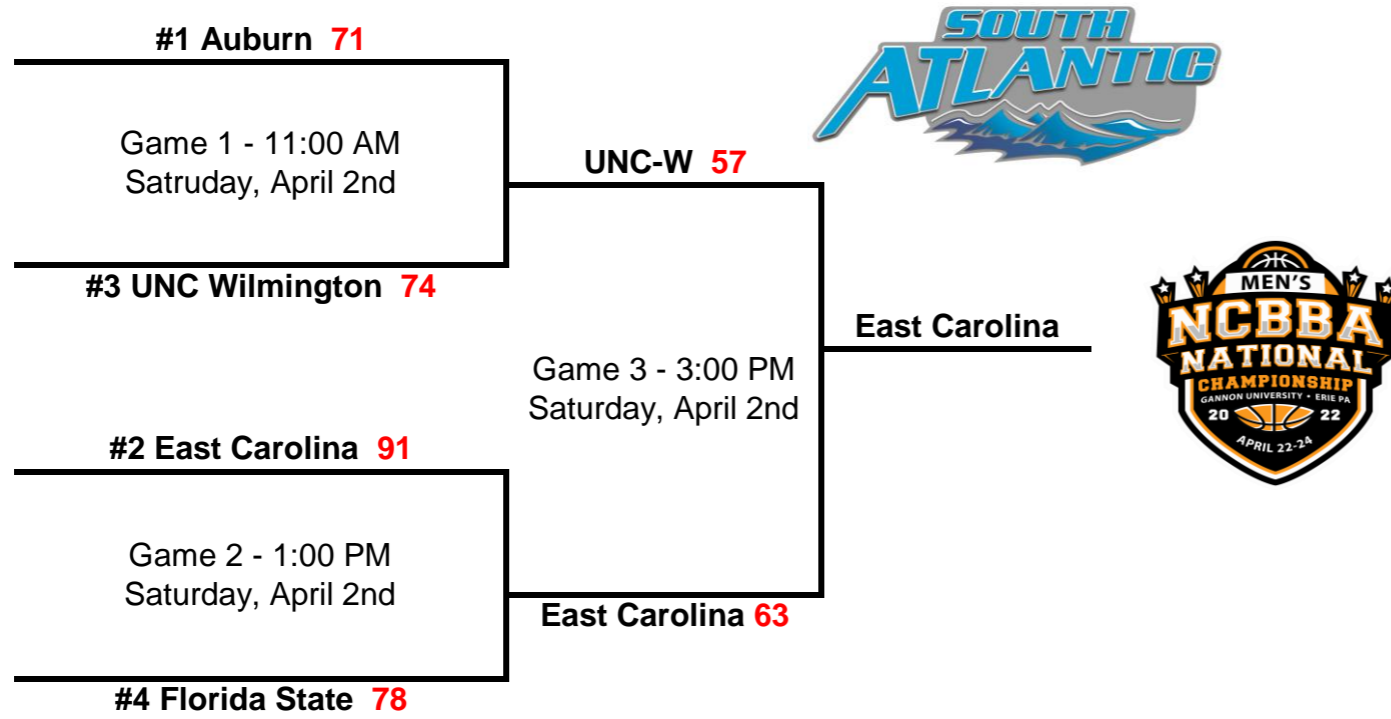 #1 Auburn 71
SOUTH
ATLANTIC
Game 1 - 11:00 AM
Satruday, April 2nd
UNC-W 57
#3 UNC Wilmington 74
MEN'S
NCBBA
NATIONAL
CHAMPIONSHIP
GANNON UNIVERSITY • ERIE PA
20 22
APRIL 22-24
East Carolina
Game 3 - 3:00 PM
Saturday, April 2nd
#2 East Carolina 91
Game 2 - 1:00 PM
Saturday, April 2nd
East Carolina 63
#4 Florida State 78